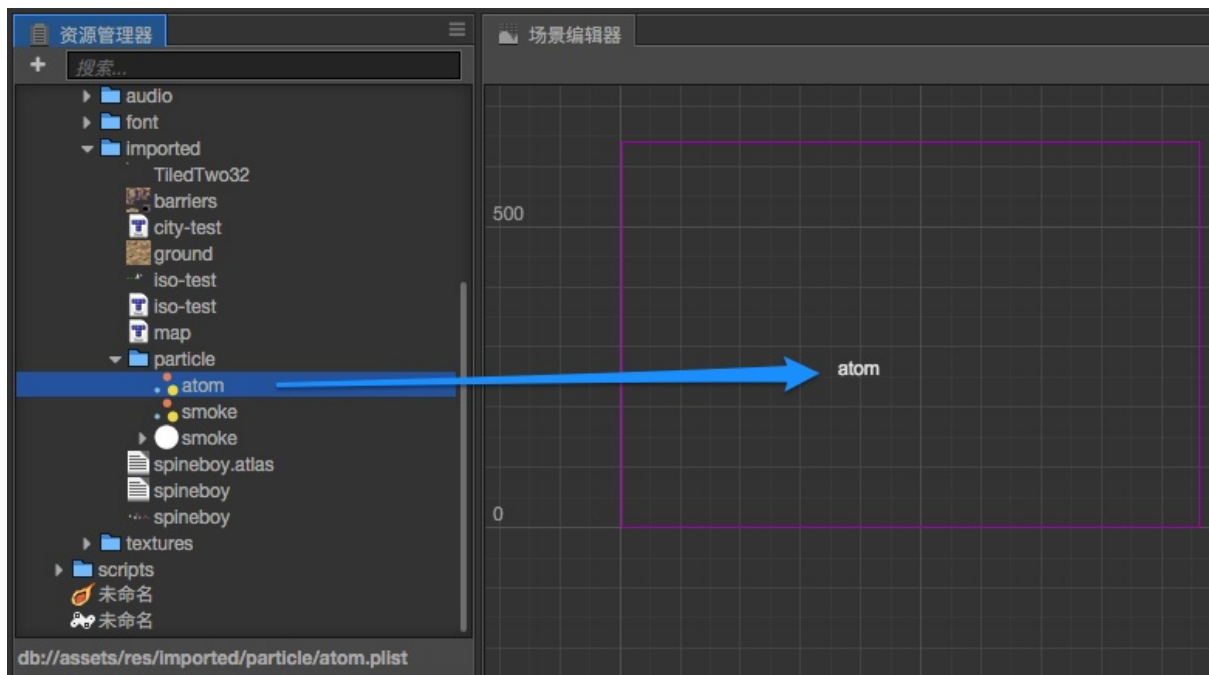 资源管理器
搜索...
audio
font
imported
TiledTwo32
barriers
city-test
ground
iso-test
iso-test
map
particle
atom
smoke
smoke
spineboy.atlas
spineboy
spineboy
textures
scripts
未命名
未命名
db://assets/res/imported/particle/atom.plist
场景编辑器
500
atom
0